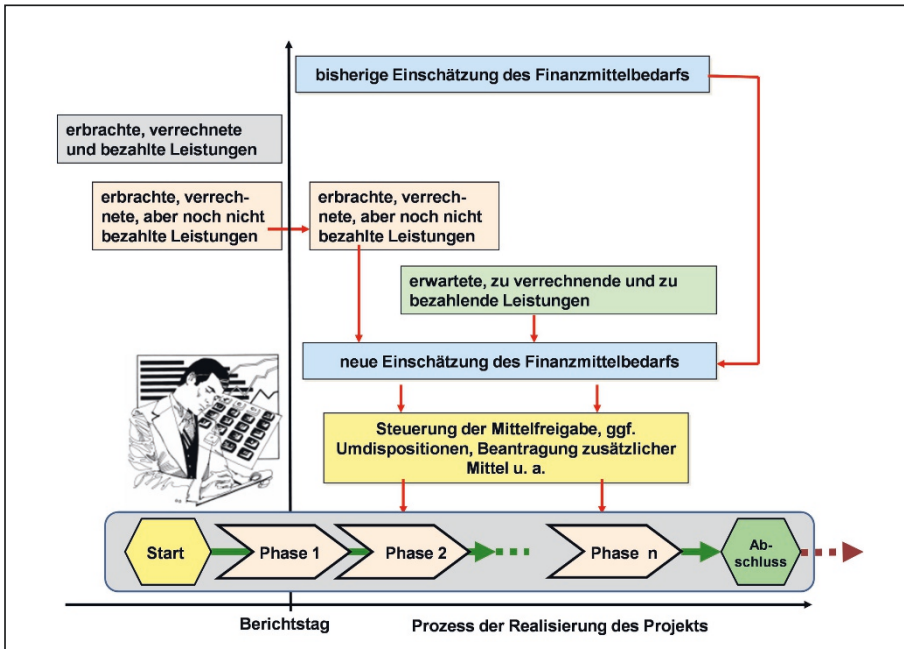 bisherige Einschätzung des Finanzmittelbedarfs
erbrachte, verrechnete
und bezahlte Leistungen
erbrachte, verrech-
nete, aber noch nicht
bezahlte Leistungen
erbrachte, verrech-
nete, aber noch nicht
bezahlte Leistungen
erwartete, zu verrechnende und zu
bezahlende Leistungen
neue Einschätzung des Finanzmittelbedarfs
Steuerung der Mittelfreigabe, ggf.
Umdispositionen, Beantragung zusätzlicher
Mittel u. a.
Start
Phase 1
Phase 2
Phase n
Ab-
schluss
Berichtstag
Prozess der Realisierung des Projekts